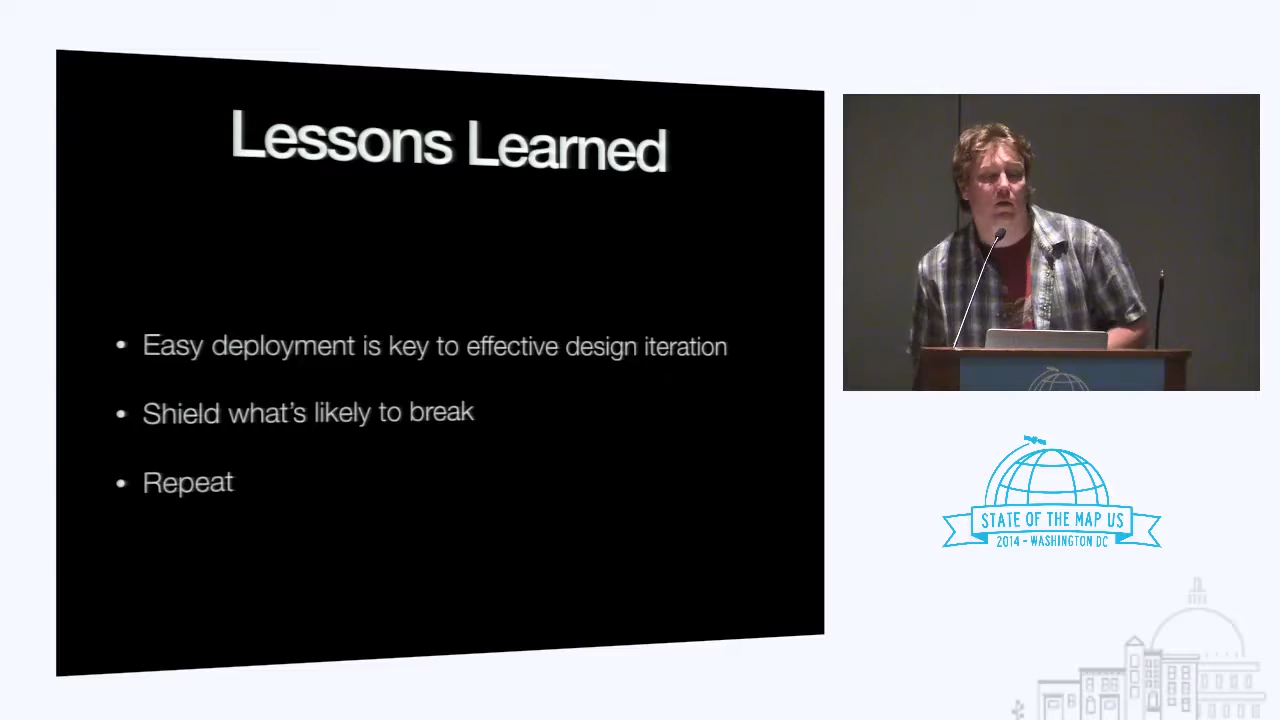 Lessons Learned
• Easy deployment is key to effective design iteration
• Shield what's likely to break
• Repeat
STATE OF THE MAP US
2014 - WASHINGTON DC